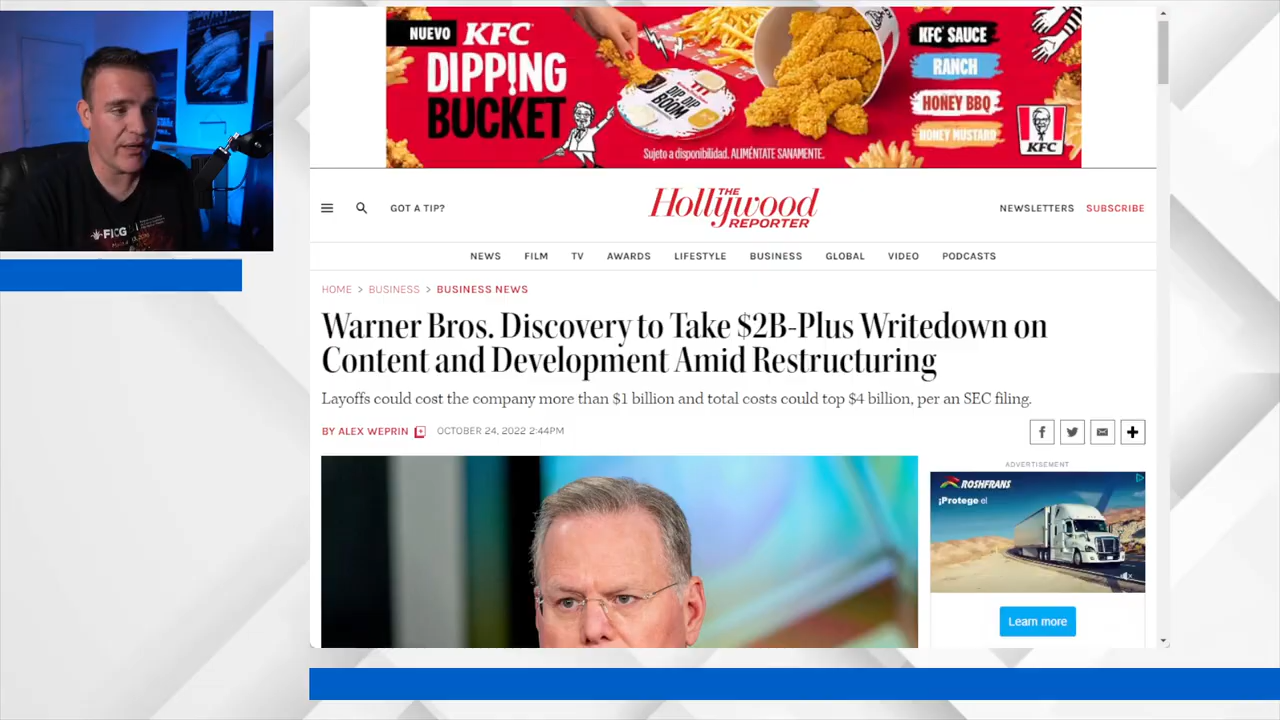 NUEVO KFC
DIPPING
BUCKET
DIP, DIP
BOOM
KFC SAUCE
RANCH
HONEY BBQ
HONEY MUSTARD
KFC
Sujeto a disponibilidad. ALIMÉNTATE SANAMENTE.
GOT A TIP?
THE
Hollywood
REPORTER
NEWSLETTERS SUBSCRIBE
NEWS FILM TV AWARDS LIFESTYLE BUSINESS GLOBAL VIDEO PODCASTS
HOME > BUSINESS > BUSINESS NEWS
Warner Bros. Discovery to Take $2B-Plus Writedown on
Content and Development Amid Restructuring
Layoffs could cost the company more than $1 billion and total costs could top $4 billion, per an SEC filing.
BY ALEX WEPRIN OCTOBER 24, 2022 2:44PM
ADVERTISEMENT
ROSHFRANS
¡Protege el
Learn more